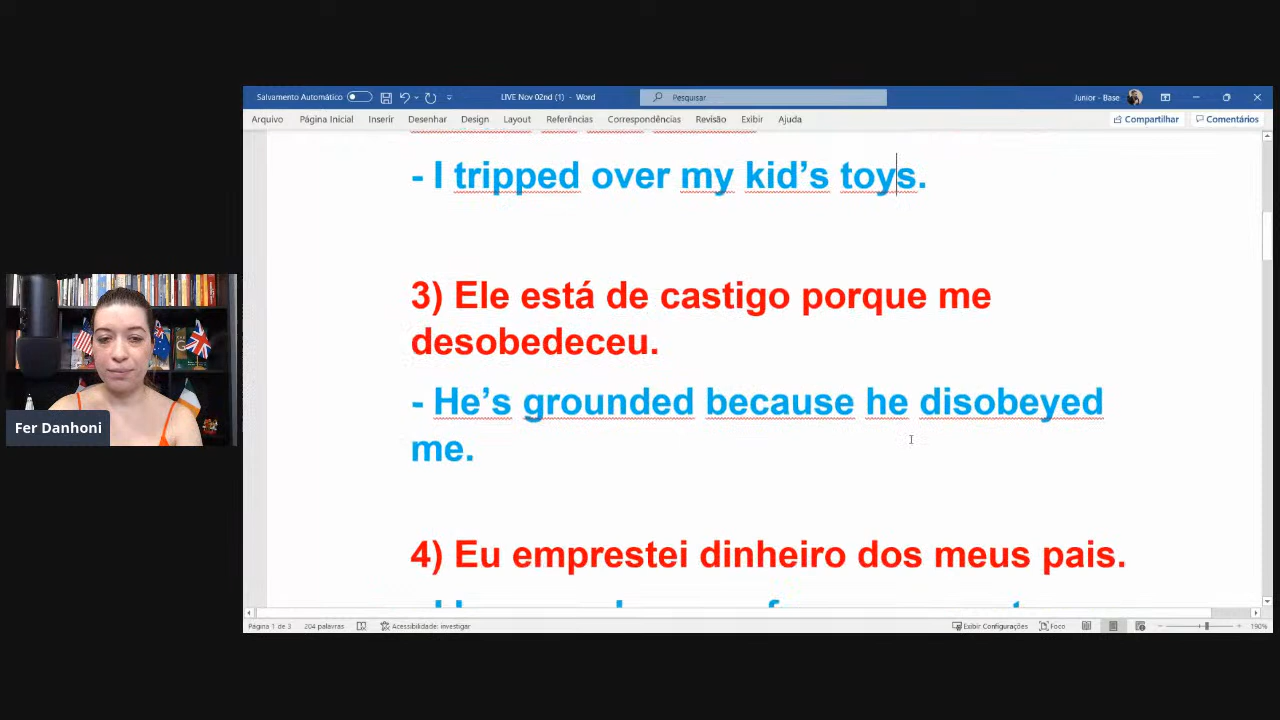 Salvamento Automático
LIVE Nov 02nd (1) - Word
Pesquisar
Junior - Base
Arquivo Página Inicial Inserir Desenhar Design Layout Referências Correspondências Revisão Exibir Ajuda Compartilhar Comentários
- I tripped over my kid’s toys.
3) Ele está de castigo porque me
desobedeceu.
- He’s grounded because he disobeyed
me.
4) Eu emprestei dinheiro dos meus pais.
Fer Danhoni
Página 1 de 3 204 palavras Acessibilidade: investigar Exibir Configurações Foco 190%